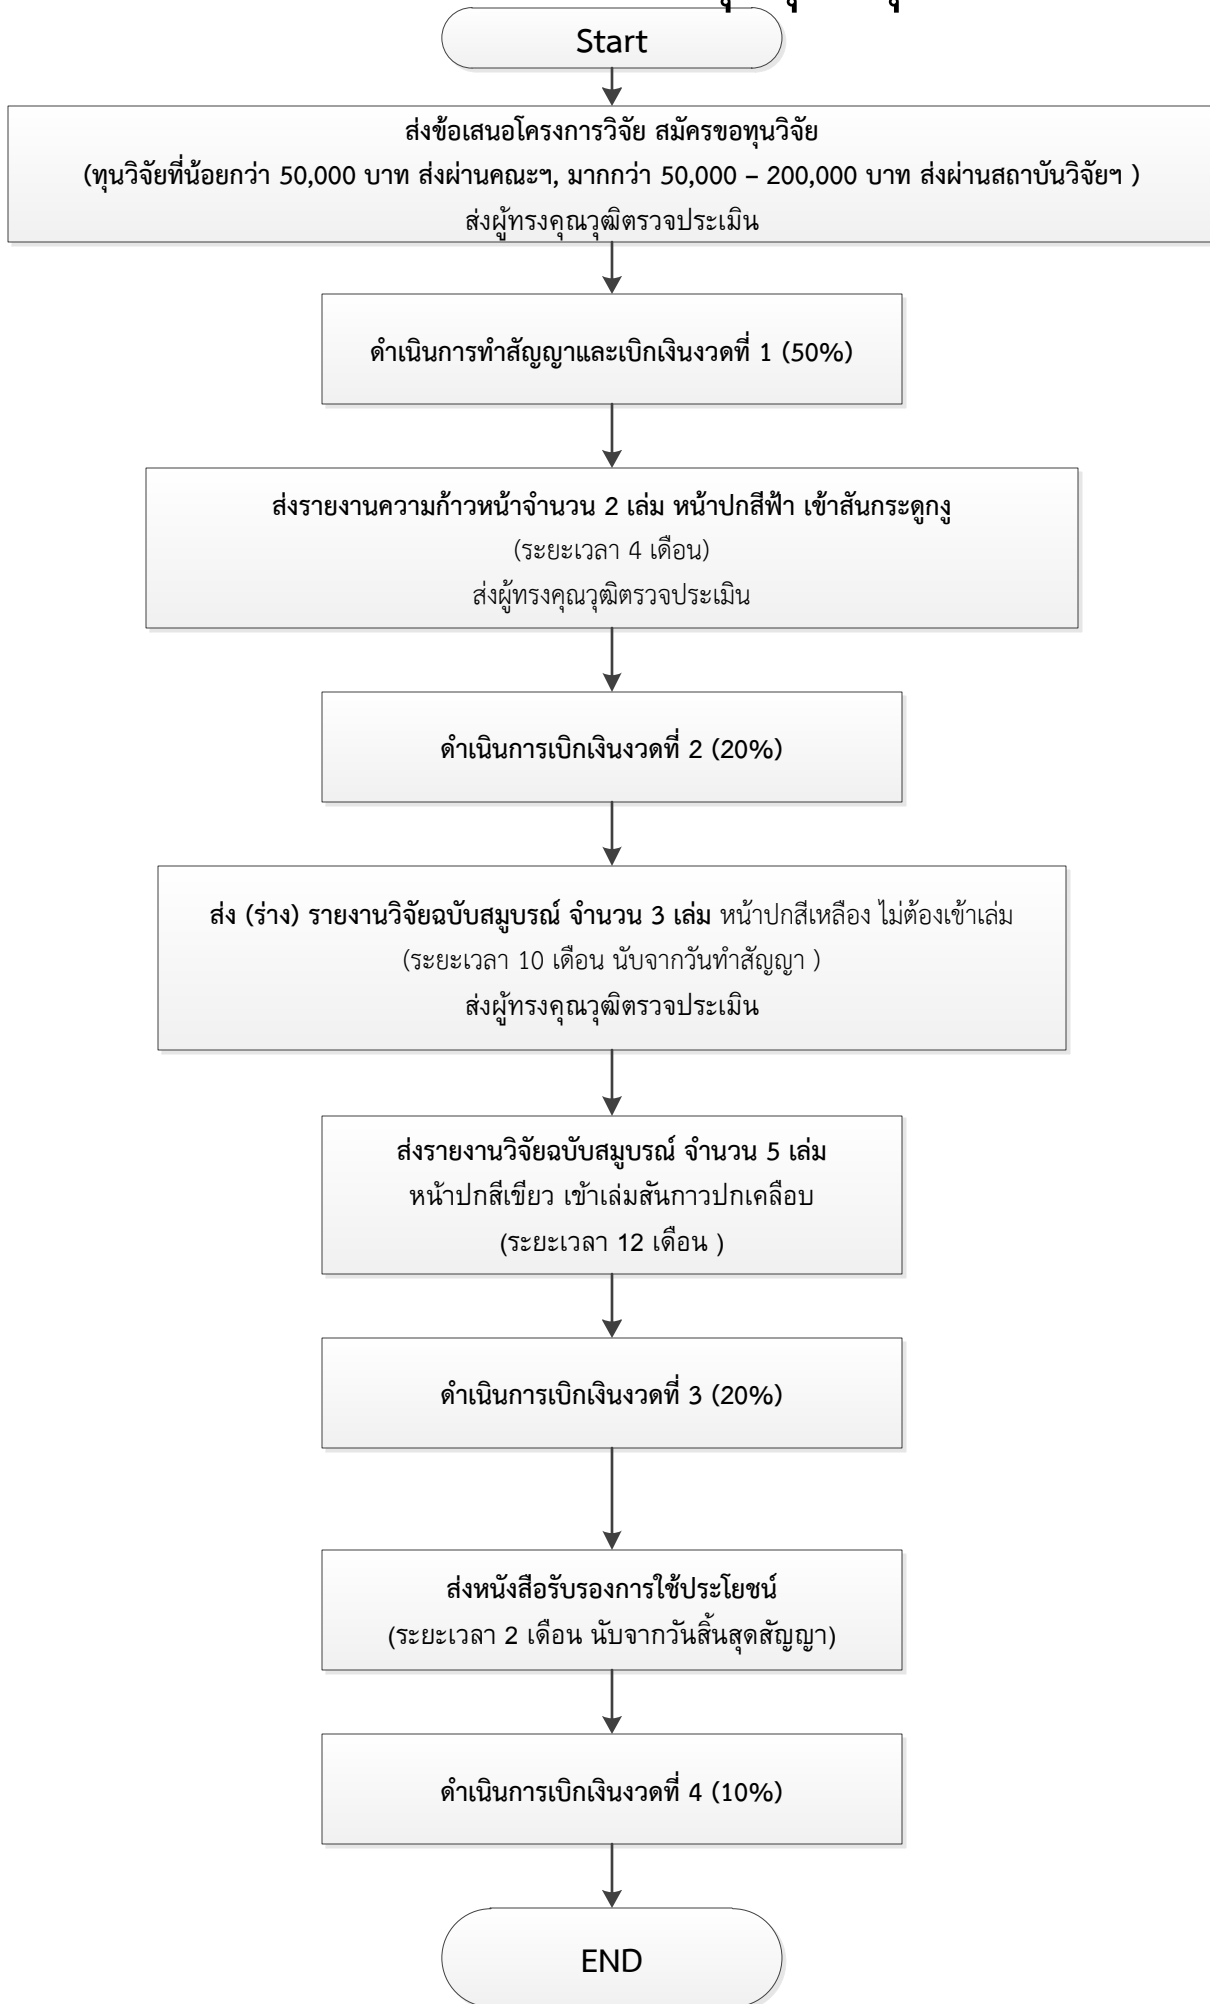 Start
ส่งข้อเสนอโครงการวิจัย สมัครขอทุนวิจัย
(ทุนวิจัยที่น้อยกว่า 50,000 บาท ส่งผ่านคณะฯ, มากกว่า 50,000 – 200,000 บาท ส่งผ่านสถาบันวิจัยฯ )
ส่งผู้ทรงคุณวุฒิตรวจประเมิน
ดำเนินการทำสัญญาและเบิกเงินงวดที่ 1 (50%)
ส่งรายงานความก้าวหน้าจำนวน 2 เล่ม หน้าปกสีฟ้า เข้าสันกระดูกงู
(ระยะเวลา 4 เดือน)
ส่งผู้ทรงคุณวุฒิตรวจประเมิน
ดำเนินการเบิกเงินงวดที่ 2 (20%)
ส่ง (ร่าง) รายงานวิจัยฉบับสมูบรณ์ จำนวน 3 เล่ม หน้าปกสีเหลือง ไม่ต้องเข้าเล่ม
(ระยะเวลา 10 เดือน นับจากวันทำสัญญา )
ส่งผู้ทรงคุณวุฒิตรวจประเมิน
ส่งรายงานวิจัยฉบับสมูบรณ์ จำนวน 5 เล่ม
หน้าปกสีเขียว เข้าเล่มสันกาวปกเคลือบ
(ระยะเวลา 12 เดือน )
ดำเนินการเบิกเงินงวดที่ 3 (20%)
ส่งหนังสือรับรองการใช้ประโยชน์
(ระยะเวลา 2 เดือน นับจากวันสิ้นสุดสัญญา)
ดำเนินการเบิกเงินงวดที่ 4 (10%)
END